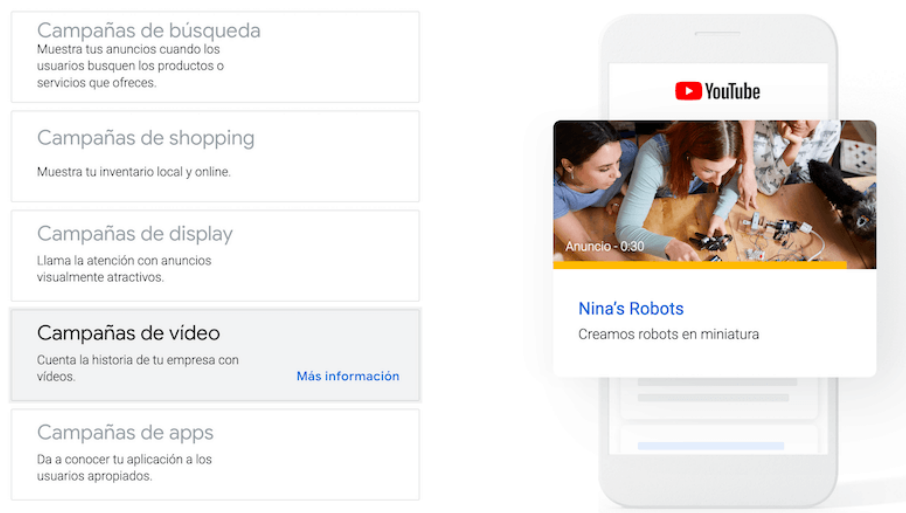 Campañas de búsqueda
Muestra tus anuncios cuando los
usuarios busquen los productos o
servicios que ofreces.
Campañas de shopping
Muestra tu inventario local y online.
Campañas de display
Llama la atención con anuncios
visualmente atractivos.
Campañas de vídeo
Cuenta la historia de tu empresa con
vídeos.
Más información
Campañas de apps
Da a conocer tu aplicación a los
usuarios apropiados.
YouTube
Anuncio - 0:30
Nina's Robots
Creamos robots en miniatura